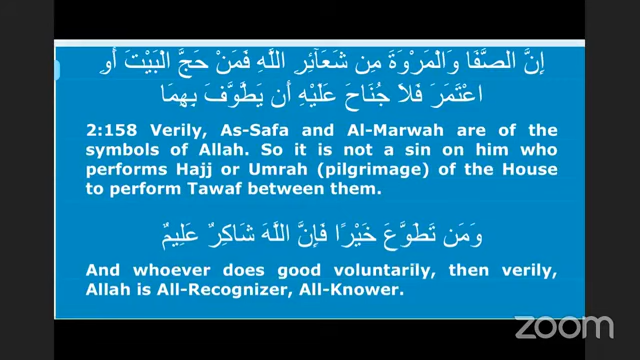 إِنَّ الصَّفَا وَالْمَرْوَةَ مِن شَعَآئِرِ اللَّهِ فَمَنْ حَجَّ الْبَيْتَ أَوِ
اعْتَمَرَ فَلاَ جُنَاحَ عَلَيْهِ أَن يَطَّوَّفَ بِهِمَا
2:158 Verily, As-Safa and Al-Marwah are of the
symbols of Allah. So it is not a sin on him who
performs Hajj or Umrah (pilgrimage) of the House
to perform Tawaf between them.
وَمَن تَطَوَّعَ خَيْرًا فَإِنَّ اللَّهَ شَاكِرٌ عَلِيمٌ
And whoever does good voluntarily, then verily,
Allah is All-Recognizer, All-Knower.
zoom